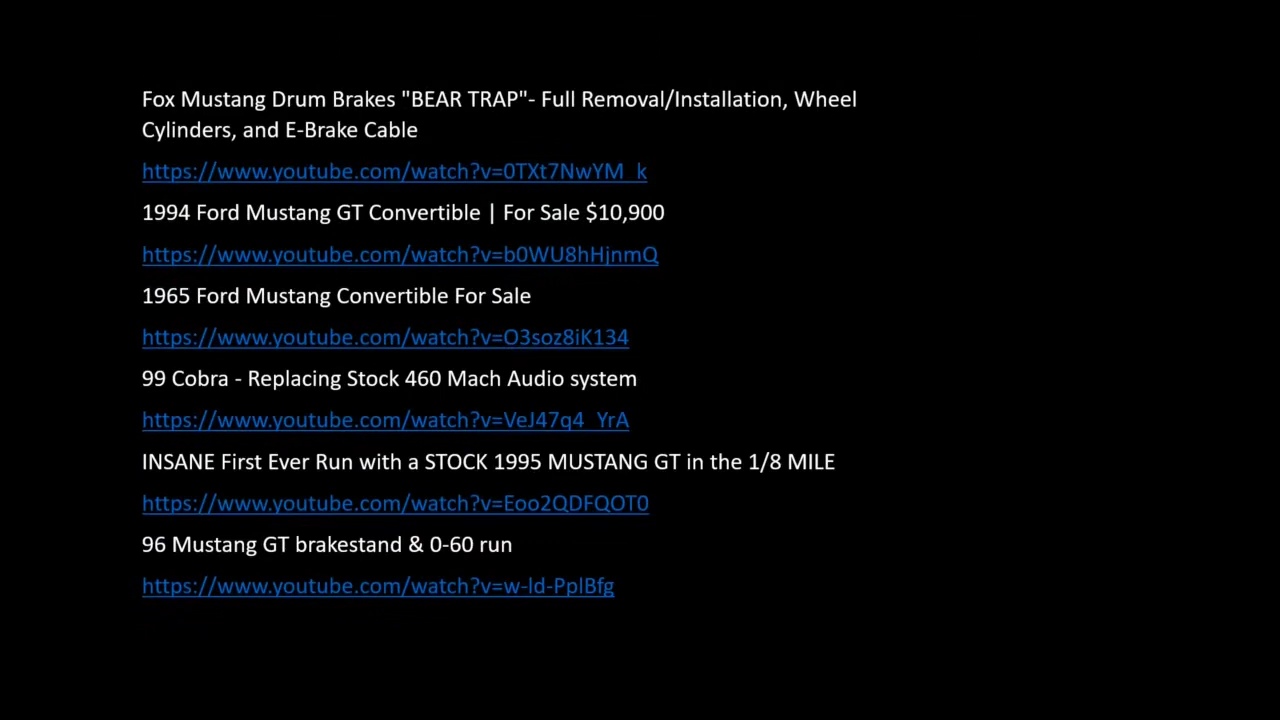 Fox Mustang Drum Brakes "BEAR TRAP"- Full Removal/Installation, Wheel
Cylinders, and E-Brake Cable
https://www.youtube.com/watch?v=0TXt7NwYM_k
1994 Ford Mustang GT Convertible | For Sale $10,900
https://www.youtube.com/watch?v=b0WU8hHjnmQ
1965 Ford Mustang Convertible For Sale
https://www.youtube.com/watch?v=O3soz8iK134
99 Cobra - Replacing Stock 460 Mach Audio system
https://www.youtube.com/watch?v=VeJ47q4_YrA
INSANE First Ever Run with a STOCK 1995 MUSTANG GT in the 1/8 MILE
https://www.youtube.com/watch?v=Eoo2QDFQOT0
96 Mustang GT brakestand & 0-60 run
https://www.youtube.com/watch?v=w-ld-PplBfg